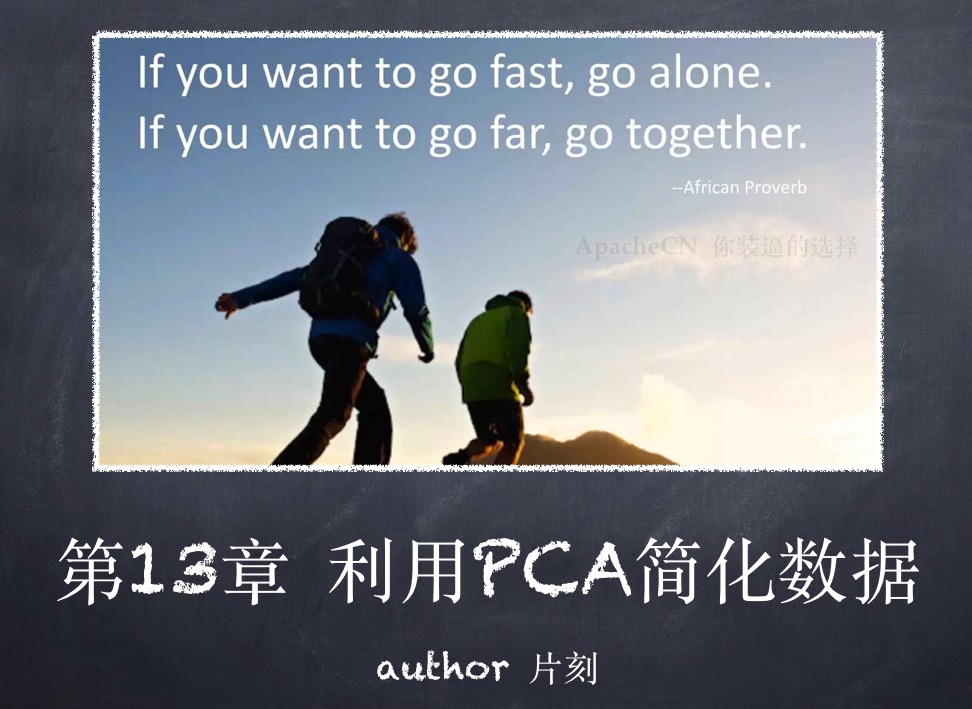 If you want to go fast, go alone.
If you want to go far, go together.
--African Proverb
ApacheCN 你装逼的选择
第13章 利用PCA简化数据
author 片刻